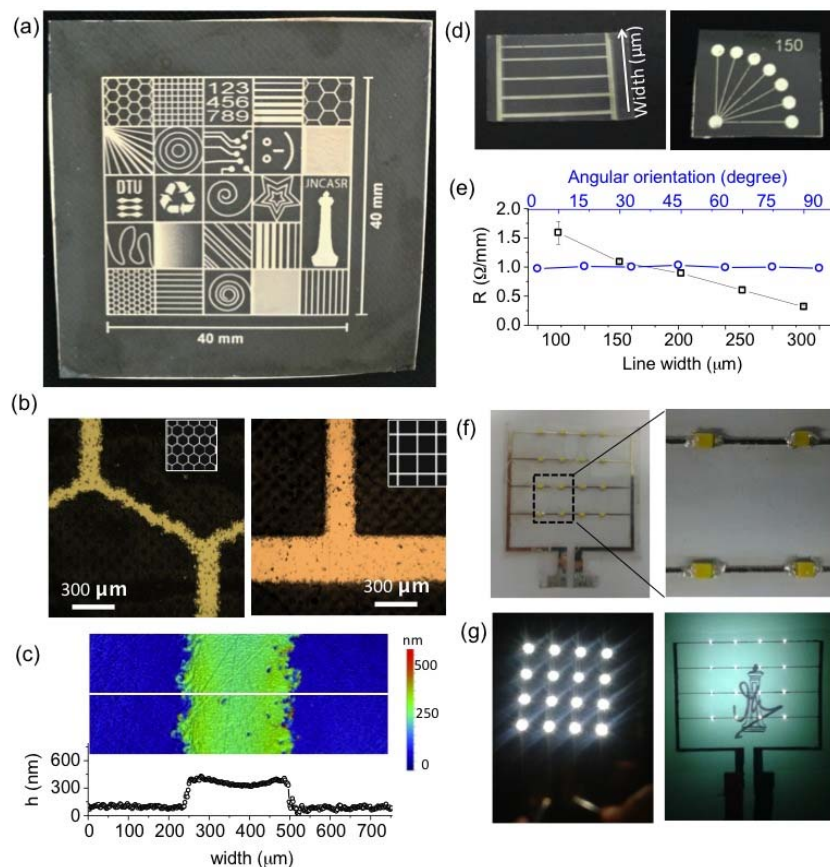 (a)
123
456
789
DTU
JNCASR
40 mm
40 mm
(b)
300 μm
300 μm
(c)
nm
500
250
0
h (nm)
600
300
0
0 100 200 300 400 500 600 700
width (μm)
(d)
Width (μm)
150
(e)
Angular orientation (degree)
0 15 30 45 60 75 90
R (Ω/mm)
2.0
1.5
1.0
0.5
0.0
100 150 200 250 300
Line width (μm)
(f)
(g)